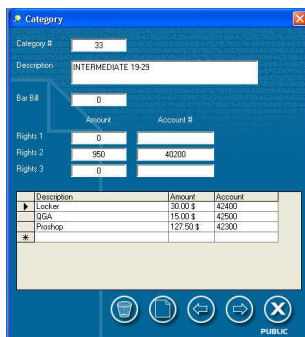 Category
Category # 33
Description INTERMEDIATE 19-29
Bar Bill 0
Amount Account #
Rights 1 0
Rights 2 950 40200
Rights 3 0
Description Amount Account
Locker 30.00 $ 42400
QGA 15.00 $ 42500
Proshop 127.50 $ 42300
PUBLIC